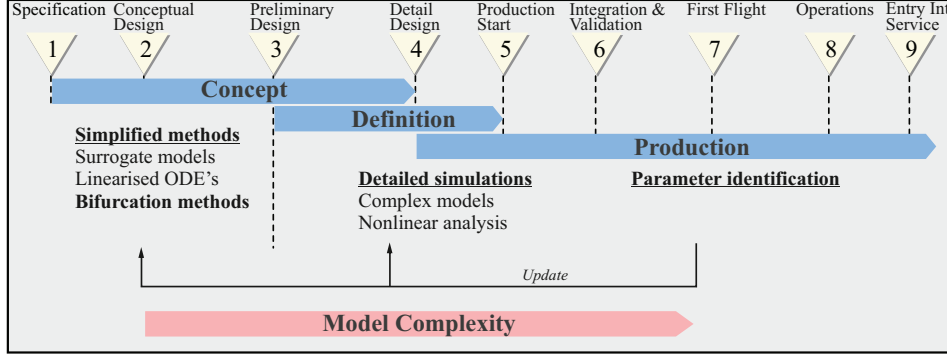 Specification
Conceptual
Design
Preliminary
Design
Detail
Design
Production
Start
Integration &
Validation
First Flight
Operations
Entry Int
Service
1
2
3
4
5
6
7
8
9
Concept
Definition
Production
Simplified methods
Surrogate models
Linearised ODE's
Bifurcation methods
Detailed simulations
Complex models
Nonlinear analysis
Parameter identification
Update
Model Complexity